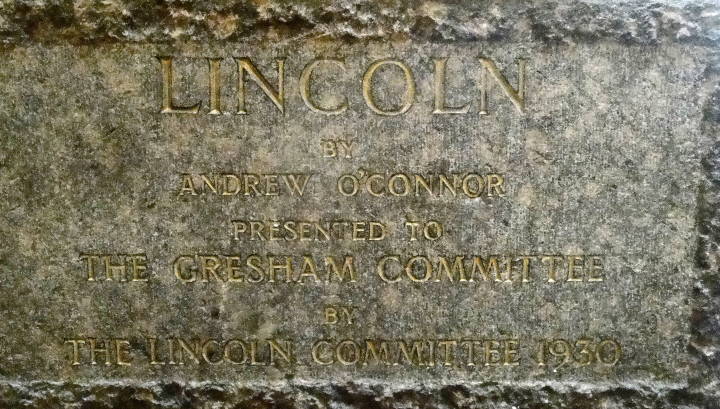 LINCOLN
BY
ANDREW O'CONNOR
PRESENTED TO
THE GRESHAM COMMITTEE
BY
THE LINCOLN COMMITTEE 1930